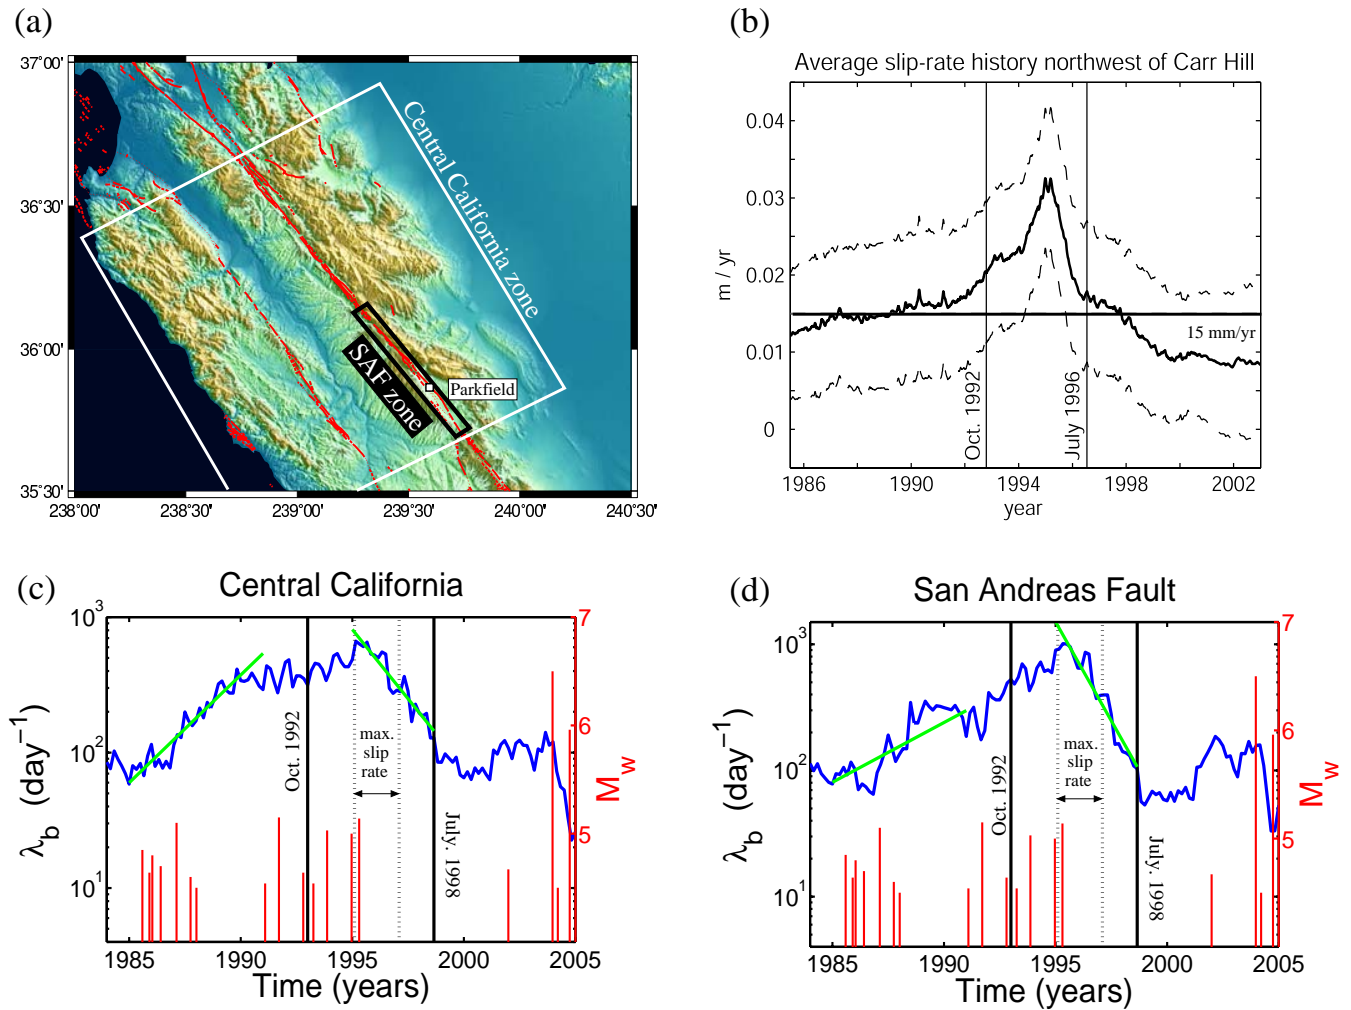 (a)
37°00'
36°30'
36°00'
35°30'
238°00'
238°30'
239°00'
239°30'
240°00'
240°30'
Central California zone
SAF zone
Parkfield
(b)
Average slip-rate history northwest of Carr Hill
0.04
0.03
0.02
0.01
0
m / yr
15 mm/yr
Oct. 1992
July 1996
1986
1990
1994
1998
2002
year
(c)
Central California
10³
10²
10¹
λb (day⁻¹)
Oct. 1992
max.
slip
rate
July, 1998
7
6
5
Mw
1985
1990
1995
2000
2005
Time (years)
(d)
San Andreas Fault
10³
10²
10¹
λb (day⁻¹)
Oct. 1992
max.
slip
rate
July, 1998
7
6
5
Mw
1985
1990
1995
2000
2005
Time (years)